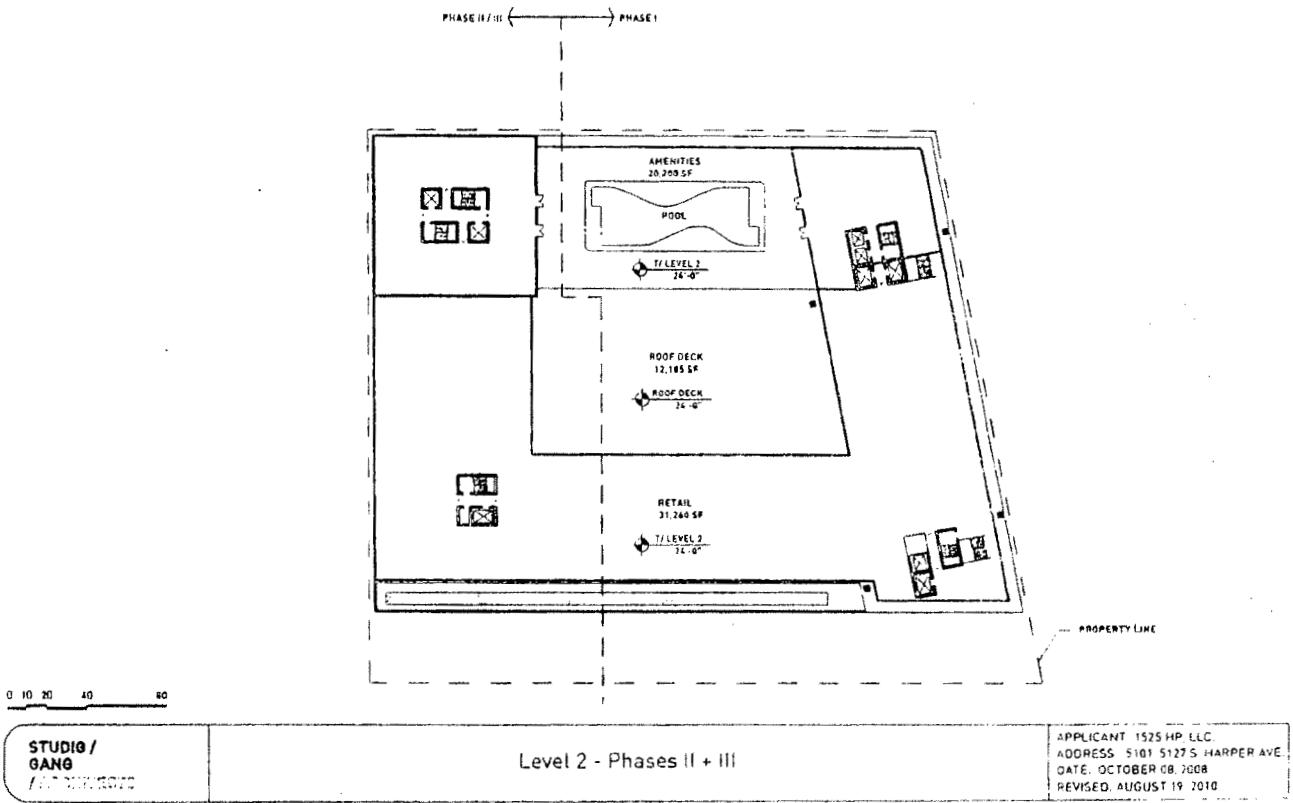 PHASE II / III
PHASE I
AMENITIES
20,200 SF
POOL
T/ LEVEL 2
24'-0"
ROOF DECK
12,185 SF
ROOF DECK
24'-0"
RETAIL
31,260 SF
T/ LEVEL 2
24'-0"
PROPERTY LINE
0 10 20 40 80
STUDIO /
GANG
Level 2 - Phases II + III
APPLICANT 1525 HP, LLC.
ADDRESS 5101 5127 S. HARPER AVE.
DATE: OCTOBER 08, 2008
REVISED: AUGUST 19 2010